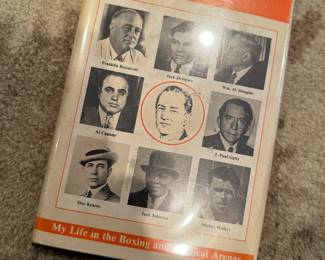 Franklin Roosevelt
Jack Dempsey
Wm. O. Douglas
Al Capone
J. Paul Getty
Doc Kearns
Jack Johnson
Mickey Walker
My Life in the Boxing and Political Arenas